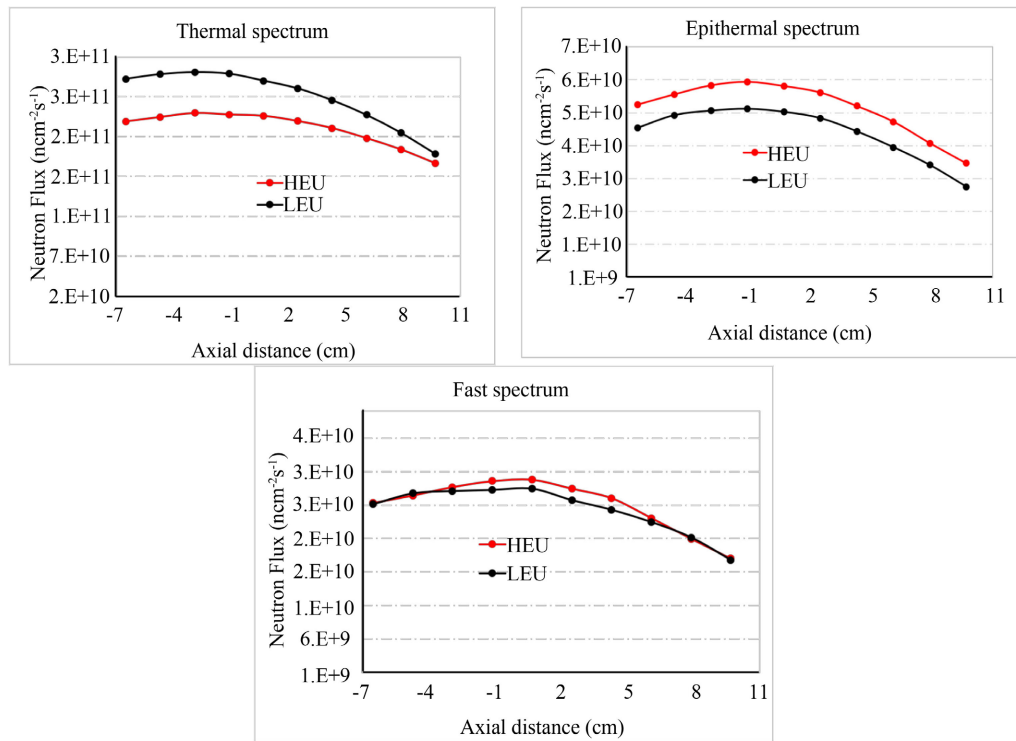 Thermal spectrum
3.E+11
3.E+11
2.E+11
2.E+11
1.E+11
7.E+10
2.E+10
Neutron Flux (ncm⁻²s⁻¹)
HEU
LEU
-7 -4 -1 2 5 8 11
Axial distance (cm)
Epithermal spectrum
7.E+10
6.E+10
5.E+10
4.E+10
3.E+10
2.E+10
1.E+10
1.E+9
Neutron Flux (ncm⁻²s⁻¹)
HEU
LEU
-7 -4 -1 2 5 8 11
Axial distance (cm)
Fast spectrum
4.E+10
3.E+10
3.E+10
2.E+10
2.E+10
1.E+10
6.E+9
1.E+9
Neutron Flux (ncm⁻²s⁻¹)
HEU
LEU
-7 -4 -1 2 5 8 11
Axial distance (cm)